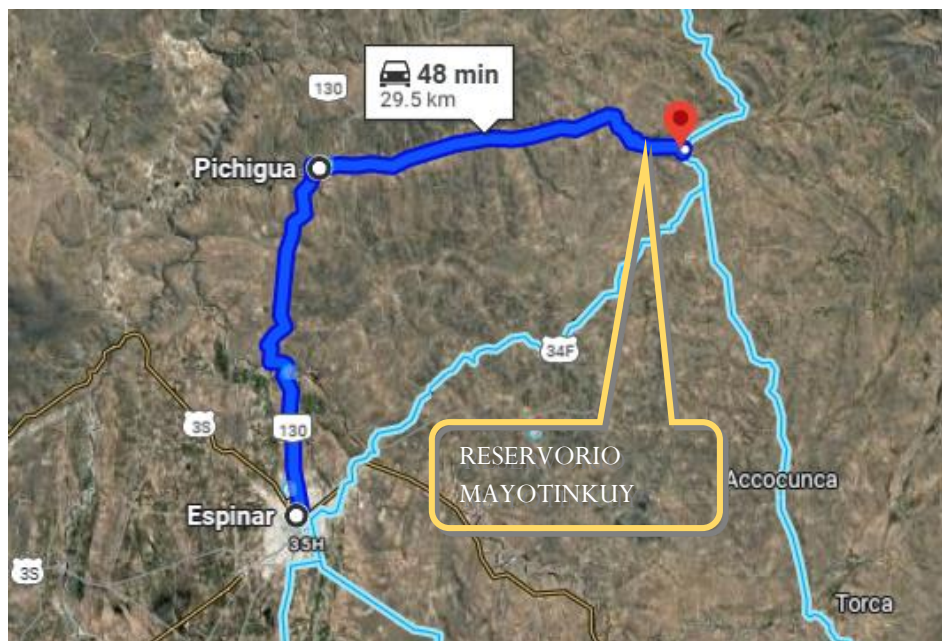 130
48 min
29.5 km
Pichigua
34F
3S
130
RESERVORIO
MAYOTINKUY
Accocunca
Espinar
3SH
3S
Torca